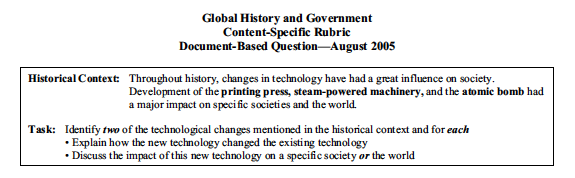 Global History and Government
Content-Specific Rubric
Document-Based Question—August 2005
Historical Context: Throughout history, changes in technology have had a great influence on society.
Development of the printing press, steam-powered machinery, and the atomic bomb had
a major impact on specific societies and the world.
Task: Identify two of the technological changes mentioned in the historical context and for each
• Explain how the new technology changed the existing technology
• Discuss the impact of this new technology on a specific society or the world